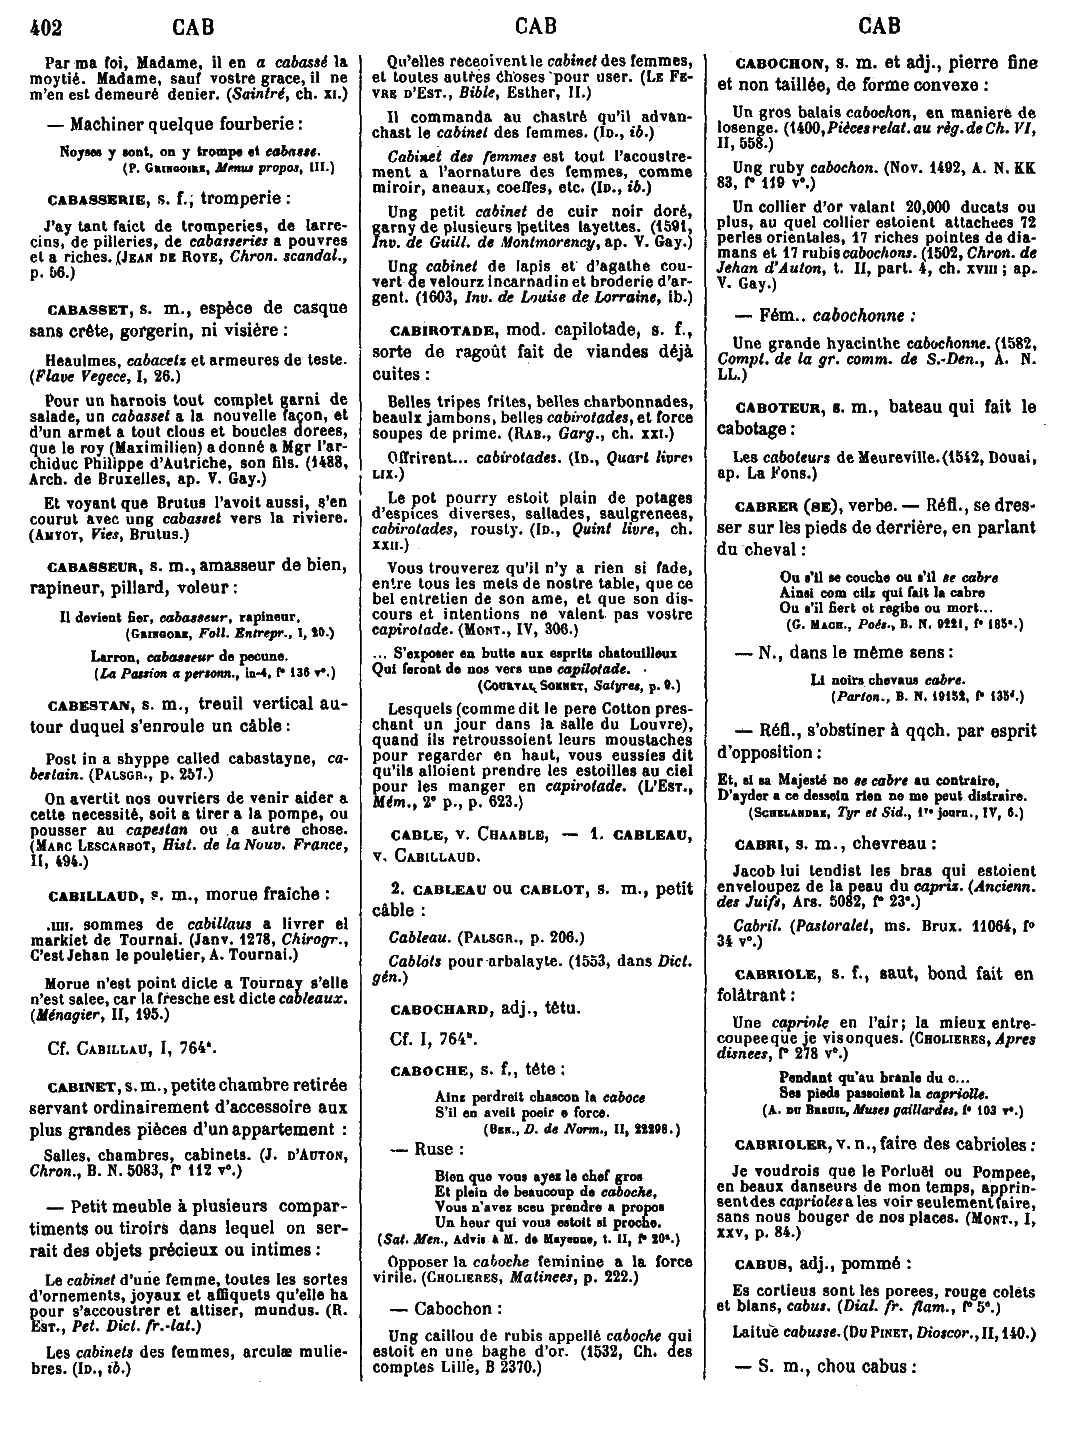 402 CAB CAB CAB
Par ma foi, Madame, il en a cabassé la
moytié. Madame, sauf vostre grace, il ne
m'en est demeuré denier. (Saintré, ch. XI.)
— Machiner quelque fourberie :
Noyses y sont, on y trompe et cabasse.
(P. GRINGOIRE, Menus propos, III.)
CABASSERIE, s. f., tromperie :
J'ay tant faict de tromperies, de larre-
cins, de pilleries, de cabasseries a pouvres
et a riches. (JEAN DE ROYE, Chron. scandal.,
p. 56.)
CABASSET, s. m., espèce de casque
sans crête, gorgerin, ni visière :
Heaulmes, cabacetz et armeures de teste.
(Flave Vegece, I, 26.)
Pour un harnois tout complet garni de
salade, un cabasset a la nouvelle façon, et
d'un armet a tout clous et boucles dorees,
que le roy (Maximilien) a donné a Mgr l'ar-
chiduc Philippe d'Autriche, son fils. (1488,
Arch. de Bruxelles, ap. V. Gay.)
Et voyant que Brutus l'avoit aussi, s'en
courut avec ung cabasset vers la riviere.
(AMYOT, Vies, Brutus.)
CABASSEUR, s. m., amasseur de bien,
rapineur, pillard, voleur :
Il devient fier, cabasseur, rapineur.
(GRINGORE, Foll. Entrepr., I, 20.)
Larron, cabasseur de pecune.
(La Passion a personn., in-4, f° 136 v°.)
CABESTAN, s. m., treuil vertical au-
tour duquel s'enroule un câble :
Post in a shyppe called cabastayne, ca-
bestain. (PALSGR., p. 257.)
On avertit nos ouvriers de venir aider a
cette necessité, soit a tirer a la pompe, ou
pousser au capestan ou a autre chose.
(MARC LESCARBOT, Hist. de la Nouv. France,
II, 494.)
CABILLAUD, s. m., morue fraiche :
.IIII. sommes de cabillaus a livrer el
markiet de Tournai. (Janv. 1278, Chirogr.,
C'est Jehan le pouletier, A. Tournai.)
Morue n'est point dicte a Tournay s'elle
n'est salee, car la fresche est dicte cableaux.
(Ménagier, II, 195.)
Cf. CABILLAU, I, 764ᵃ.
CABINET, s. m., petite chambre retirée
servant ordinairement d'accessoire aux
plus grandes pièces d'un appartement :
Salles, chambres, cabinets. (J. D'AUTON,
Chron., B. N. 5083, f° 112 v°.)
— Petit meuble à plusieurs compar-
timents ou tiroirs dans lequel on ser-
rait des objets précieux ou intimes :
Le cabinet d'une femme, toutes les sortes
d'ornements, joyaux et affiquets qu'elle ha
pour s'accoustrer et attiser, mundus. (R.
EST., Pet. Dict. fr.-lat.)
Les cabinets des femmes, arculæ mulie-
bres. (ID., ib.)
Qu'elles reçoivent le cabinet des femmes,
et toutes autres choses pour user. (LE FE-
VRE D'EST., Bible, Esther, II.)
Il commanda au chastré qu'il advan-
chast le cabinet des femmes. (ID., ib.)
Cabinet des femmes est tout l'acoustre-
ment a l'aornature des femmes, comme
miroir, aneaux, coeffes, etc. (ID., ib.)
Ung petit cabinet de cuir noir doré,
garny de plusieurs petites layettes. (1591,
Inv. de Guill. de Montmorency, ap. V. Gay.)
Ung cabinet de lapis et d'agathe cou-
vert de velourz incarnadin et broderie d'ar-
gent. (1603, Inv. de Louise de Lorraine, ib.)
CABIROTADE, mod. capilotade, s. f.,
sorte de ragoût fait de viandes déjà
cuites :
Belles tripes frites, belles charbonnades,
beaulx jambons, belles cabirotades, et force
soupes de prime. (RAB., Garg., ch. XXI.)
Offrirent... cabirotades. (ID., Quart livre,
LIX.)
Le pot pourry estoit plain de potages
d'espices diverses, sallades, saulgrenees,
cabirotades, rousty. (ID., Quint livre, ch.
XXII.)
Vous trouverez qu'il n'y a rien si fade,
entre tous les mets de nostre table, que ce
bel entretien de son ame, et que son dis-
cours et intentions ne valent pas vostre
capirotade. (MONT., IV, 306.)
... S'exposer en butte aux esprits chatouilleux
Qui feront de nos vers une capilotade.
(COURVAL SONNET, Satyres, p. 9.)
Lesquels (comme dit le pere Cotton pres-
chant un jour dans la salle du Louvre),
quand ils retroussoient leurs moustaches
pour regarder en haut, vous eussies dit
qu'ils alloient prendre les estoilles au ciel
pour les manger en capirotade. (L'EST.,
Mém., 2ᵉ p., p. 623.)
CABLE, v. CHAABLE, — 1. CABLEAU,
v. CABILLAUD.
2. CABLEAU OU CABLOT, s. m., petit
câble :
Cableau. (PALSGR., p. 206.)
Cablots pour arbalayte. (1553, dans Dict.
gén.)
CABOCHARD, adj., têtu.
Cf. I, 764ᵇ.
CABOCHE, s. f., tête :
Ainz perdreit chascon la caboce
S'il en aveit poeir e force.
(BEN., D. de Norm., II, 22298.)
— Ruse :
Bien que vous ayez le chef gros
Et plein de beaucoup de caboche,
Vous n'avez sceu prendre a propos
Un heur qui vous estoit si proche.
(Sat. Men., Advis à M. de Mayenne, t. II, f° 20ᵃ.)
Opposer la caboche feminine a la force
virile. (CHOLIERES, Matinees, p. 222.)
— Cabochon :
Ung caillou de rubis appellé caboche qui
estoit en une baghe d'or. (1532, Ch. des
comptes Lille, B 2370.)
CABOCHON, s. m. et adj., pierre fine
et non taillée, de forme convexe :
Un gros balais cabochon, en maniere de
losenge. (1400, Pièces relat. au règ. de Ch. VI,
II, 558.)
Ung ruby cabochon. (Nov. 1492, A. N. KK
83, f° 119 v°.)
Un collier d'or valant 20,000 ducats ou
plus, au quel collier estoient attachees 72
perles orientales, 17 riches pointes de dia-
mans et 17 rubis cabochons. (1502, Chron. de
Jehan d'Auton, t. II, part. 4, ch. XVIII ; ap.
V. Gay.)
— Fém.. cabochonne :
Une grande hyacinthe cabochonne. (1582,
Compl. de la gr. comm. de S.-Den., A. N.
LL.)
CABOTEUR, s. m., bateau qui fait le
cabotage :
Les caboteurs de Meureville. (1542, Douai,
ap. La Fons.)
CABRER (SE), verbe. — Réfl., se dres-
ser sur les pieds de derrière, en parlant
du cheval :
Ou s'il se couche ou s'il se cabre
Ainsi com cilz qui fait la cabre
Ou s'il fiert et regibe ou mort...
(G. MACH., Poés., B. N. 9221, f° 185ᵃ.)
— N., dans le même sens :
Li noirs chevaus cabre.
(Parton., B. N. 19152, f° 135ᵈ.)
— Réfl., s'obstiner à qqch. par esprit
d'opposition :
Et, si sa Majesté ne se cabre au contraire,
D'ayder a ce dessein rien ne me peut distraire.
(SCHELANDRE, Tyr et Sid., 1ʳᵉ journ., IV, 6.)
CABRI, s. m., chevreau :
Jacob lui tendist les bras qui estoient
enveloupez de la peau du capriz. (Ancienn.
des Juifs, Ars. 5082, f° 23ᵃ.)
Cabril. (Pastoralet, ms. Brux. 11064, f°
34 v°.)
CABRIOLE, s. f., saut, bond fait en
folâtrant :
Une capriole en l'air ; la mieux entre-
coupee que je vis onques. (CHOLIERES, Apres
disnees, f° 278 v°.)
Pendant qu'au branle du c...
Ses pieds passoient la capriolle.
(A. DU BREUIL, Muses gaillardes, f° 103 v°.)
CABRIOLER, v. n., faire des cabrioles :
Je voudrois que le Porluël ou Pompee,
en beaux danseurs de mon temps, apprin-
sent des caprioles a les voir seulement faire,
sans nous bouger de nos places. (MONT., I,
XXV, p. 84.)
CABUS, adj., pommé :
Es cortieus sont les porees, rouge colets
et blans, cabus. (Dial. fr. flam., f° 5ᵃ.)
Laitue cabusse. (DU PINET, Dioscor., II, 140.)
— S. m., chou cabus :